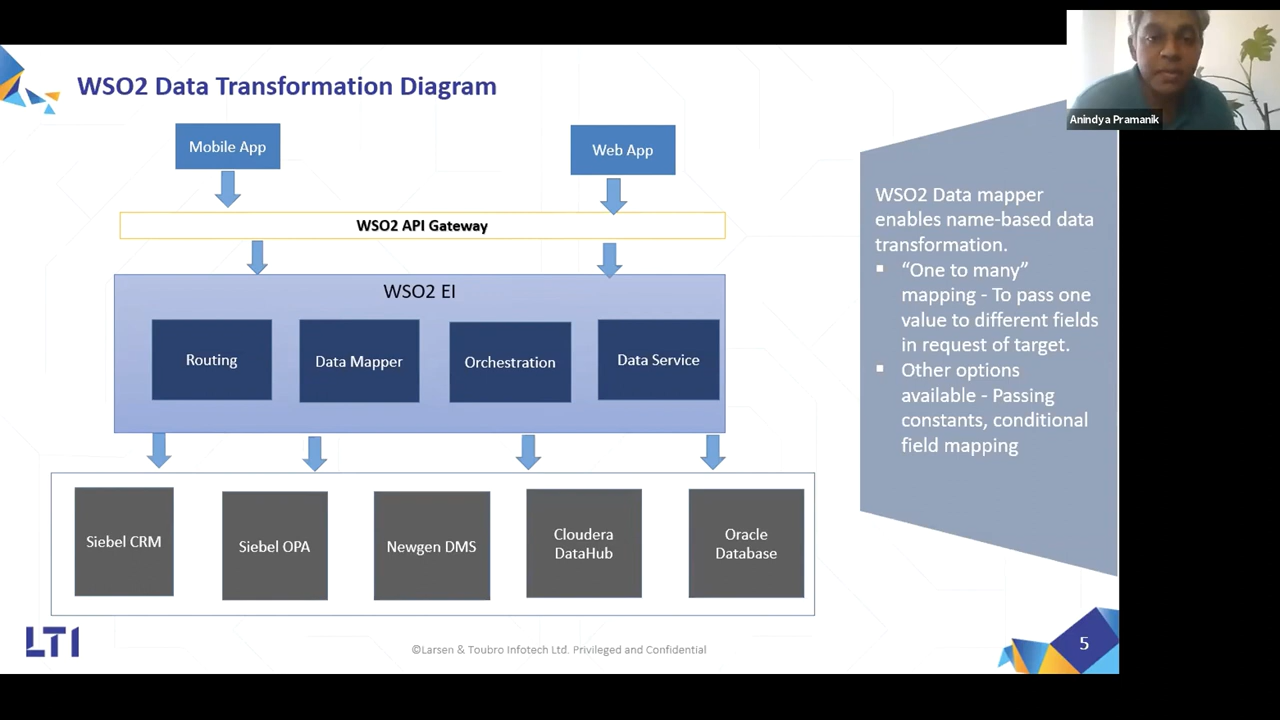 WSO2 Data Transformation Diagram
Anindya Pramanik
Mobile App
Web App
WSO2 API Gateway
WSO2 EI
Routing
Data Mapper
Orchestration
Data Service
Siebel CRM
Siebel OPA
Newgen DMS
Cloudera
DataHub
Oracle
Database
WSO2 Data mapper
enables name-based data
transformation.
▪ “One to many”
mapping - To pass one
value to different fields
in request of target.
▪ Other options
available - Passing
constants, conditional
field mapping
LTI
©Larsen & Toubro Infotech Ltd. Privileged and Confidential
5